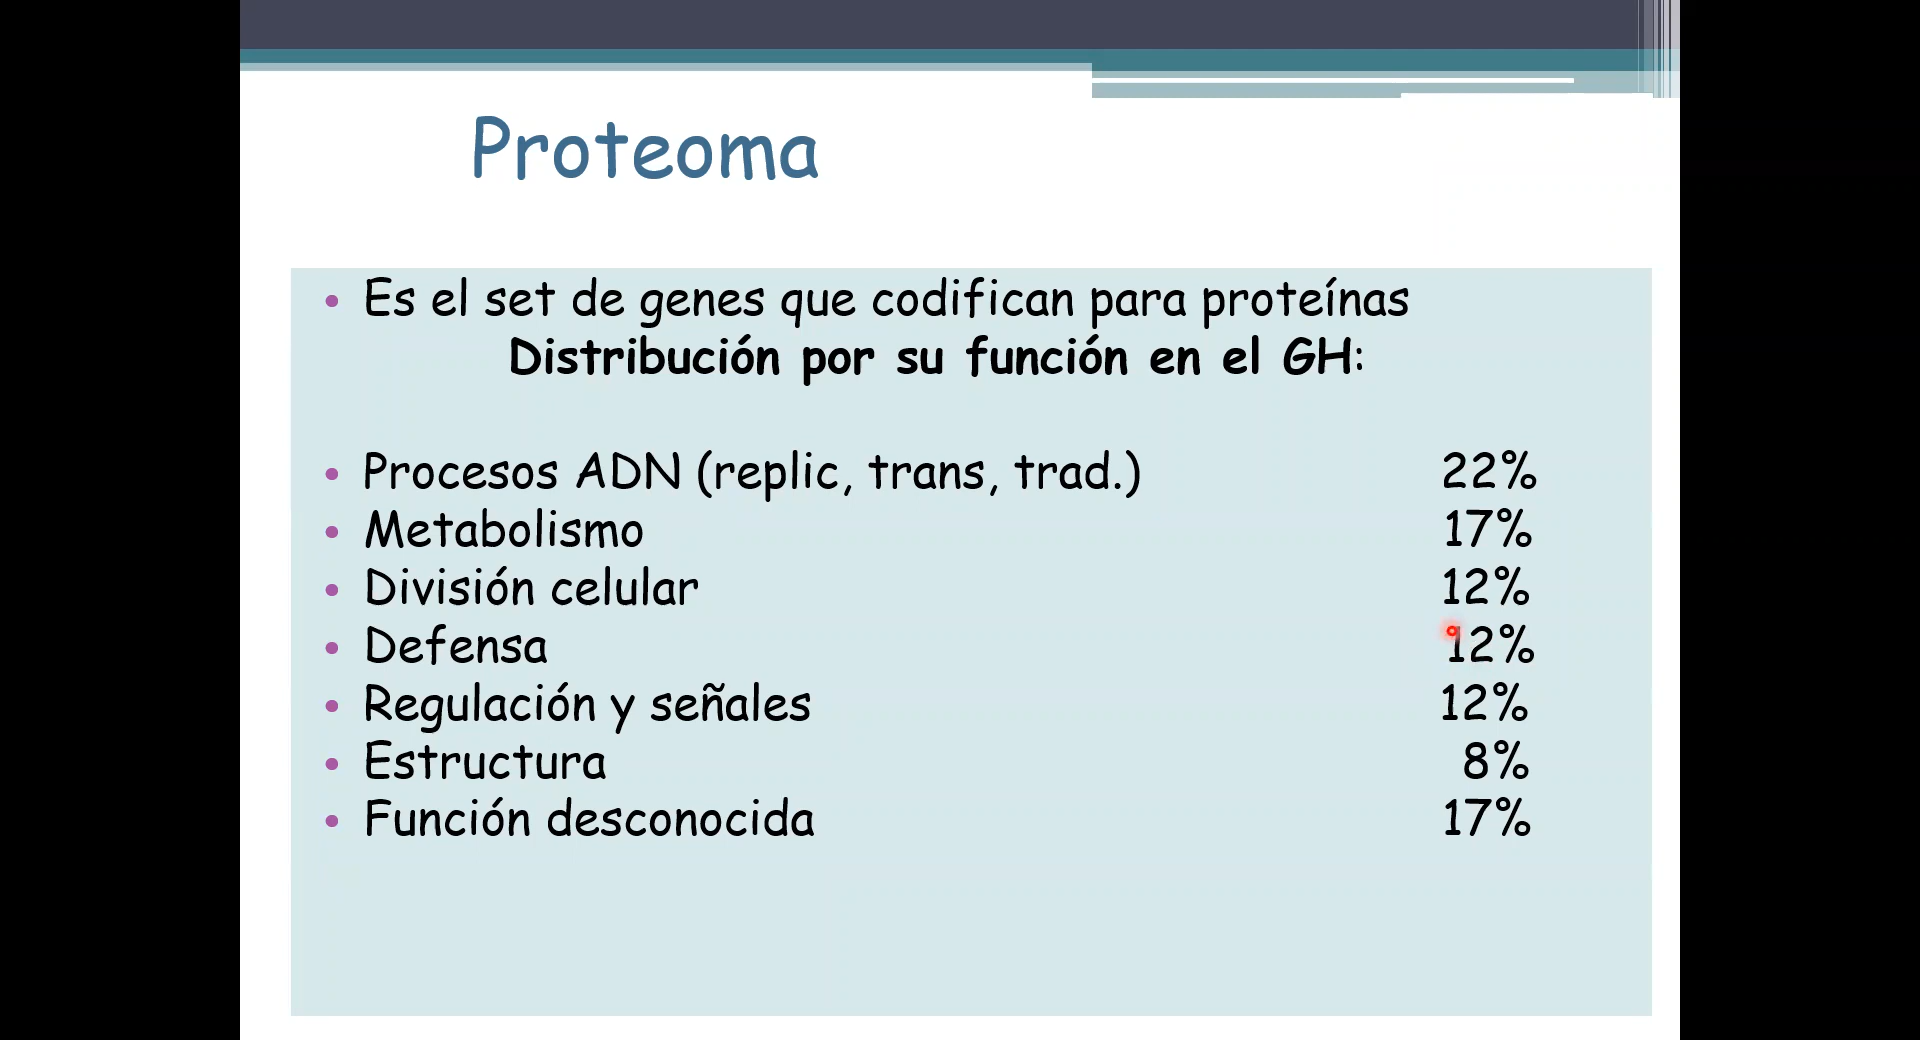 Proteoma
• Es el set de genes que codifican para proteínas
Distribución por su función en el GH:
• Procesos ADN (replic, trans, trad.) 22%
• Metabolismo 17%
• División celular 12%
• Defensa 12%
• Regulación y señales 12%
• Estructura 8%
• Función desconocida 17%